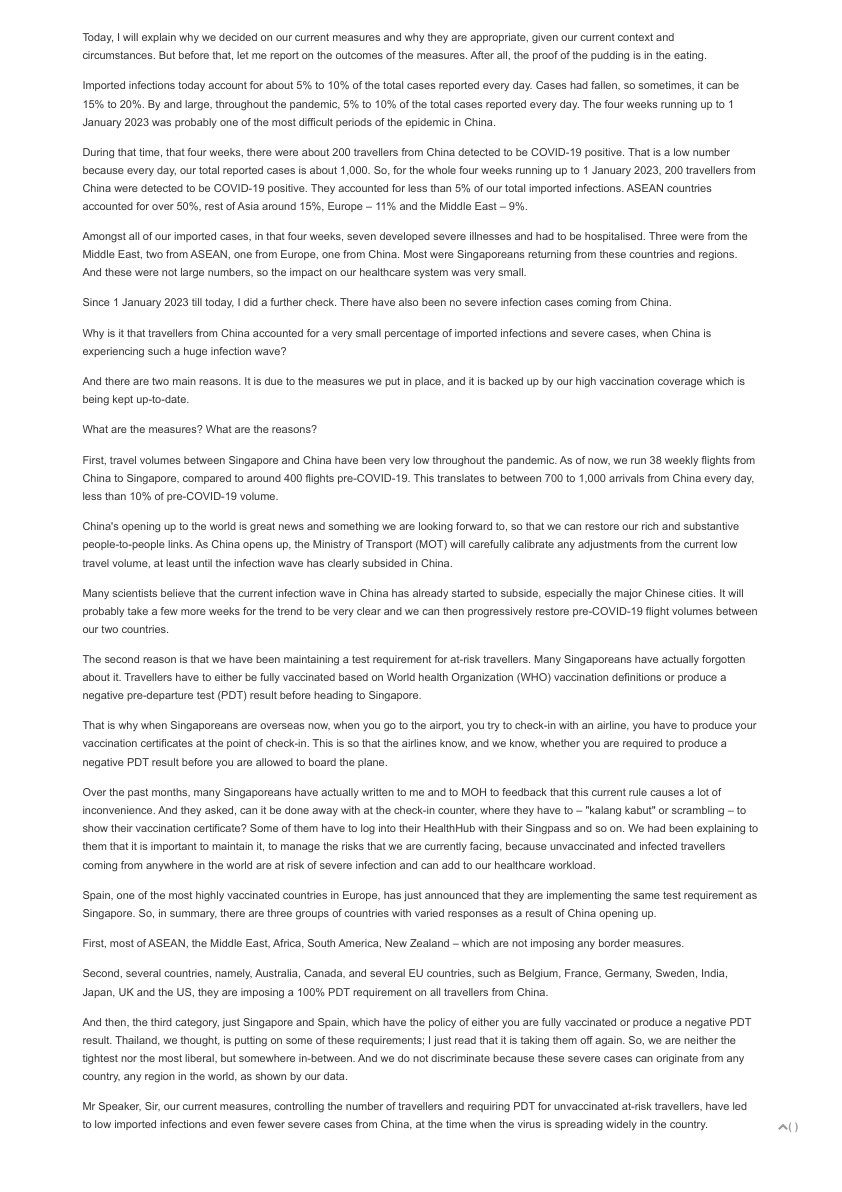 Today, I will explain why we decided on our current measures and why they are appropriate, given our current context and
circumstances. But before that, let me report on the outcomes of the measures. After all, the proof of the pudding is in the eating.
Imported infections today account for about 5% to 10% of the total cases reported every day. Cases had fallen, so sometimes, it can be
15% to 20%. By and large, throughout the pandemic, 5% to 10% of the total cases reported every day. The four weeks running up to 1
January 2023 was probably one of the most difficult periods of the epidemic in China.
During that time, that four weeks, there were about 200 travellers from China detected to be COVID-19 positive. That is a low number
because every day, our total reported cases is about 1,000. So, for the whole four weeks running up to 1 January 2023, 200 travellers from
China were detected to be COVID-19 positive. They accounted for less than 5% of our total imported infections. ASEAN countries
accounted for over 50%, rest of Asia around 15%, Europe – 11% and the Middle East – 9%.
Amongst all of our imported cases, in that four weeks, seven developed severe illnesses and had to be hospitalised. Three were from the
Middle East, two from ASEAN, one from Europe, one from China. Most were Singaporeans returning from these countries and regions.
And these were not large numbers, so the impact on our healthcare system was very small.
Since 1 January 2023 till today, I did a further check. There have also been no severe infection cases coming from China.
Why is it that travellers from China accounted for a very small percentage of imported infections and severe cases, when China is
experiencing such a huge infection wave?
And there are two main reasons. It is due to the measures we put in place, and it is backed up by our high vaccination coverage which is
being kept up-to-date.
What are the measures? What are the reasons?
First, travel volumes between Singapore and China have been very low throughout the pandemic. As of now, we run 38 weekly flights from
China to Singapore, compared to around 400 flights pre-COVID-19. This translates to between 700 to 1,000 arrivals from China every day,
less than 10% of pre-COVID-19 volume.
China's opening up to the world is great news and something we are looking forward to, so that we can restore our rich and substantive
people-to-people links. As China opens up, the Ministry of Transport (MOT) will carefully calibrate any adjustments from the current low
travel volume, at least until the infection wave has clearly subsided in China.
Many scientists believe that the current infection wave in China has already started to subside, especially the major Chinese cities. It will
probably take a few more weeks for the trend to be very clear and we can then progressively restore pre-COVID-19 flight volumes between
our two countries.
The second reason is that we have been maintaining a test requirement for at-risk travellers. Many Singaporeans have actually forgotten
about it. Travellers have to either be fully vaccinated based on World health Organization (WHO) vaccination definitions or produce a
negative pre-departure test (PDT) result before heading to Singapore.
That is why when Singaporeans are overseas now, when you go to the airport, you try to check-in with an airline, you have to produce your
vaccination certificates at the point of check-in. This is so that the airlines know, and we know, whether you are required to produce a
negative PDT result before you are allowed to board the plane.
Over the past months, many Singaporeans have actually written to me and to MOH to feedback that this current rule causes a lot of
inconvenience. And they asked, can it be done away with at the check-in counter, where they have to – "kalang kabut" or scrambling – to
show their vaccination certificate? Some of them have to log into their HealthHub with their Singpass and so on. We had been explaining to
them that it is important to maintain it, to manage the risks that we are currently facing, because unvaccinated and infected travellers
coming from anywhere in the world are at risk of severe infection and can add to our healthcare workload.
Spain, one of the most highly vaccinated countries in Europe, has just announced that they are implementing the same test requirement as
Singapore. So, in summary, there are three groups of countries with varied responses as a result of China opening up.
First, most of ASEAN, the Middle East, Africa, South America, New Zealand – which are not imposing any border measures.
Second, several countries, namely, Australia, Canada, and several EU countries, such as Belgium, France, Germany, Sweden, India,
Japan, UK and the US, they are imposing a 100% PDT requirement on all travellers from China.
And then, the third category, just Singapore and Spain, which have the policy of either you are fully vaccinated or produce a negative PDT
result. Thailand, we thought, is putting on some of these requirements; I just read that it is taking them off again. So, we are neither the
tightest nor the most liberal, but somewhere in-between. And we do not discriminate because these severe cases can originate from any
country, any region in the world, as shown by our data.
Mr Speaker, Sir, our current measures, controlling the number of travellers and requiring PDT for unvaccinated at-risk travellers, have led
to low imported infections and even fewer severe cases from China, at the time when the virus is spreading widely in the country.
( )